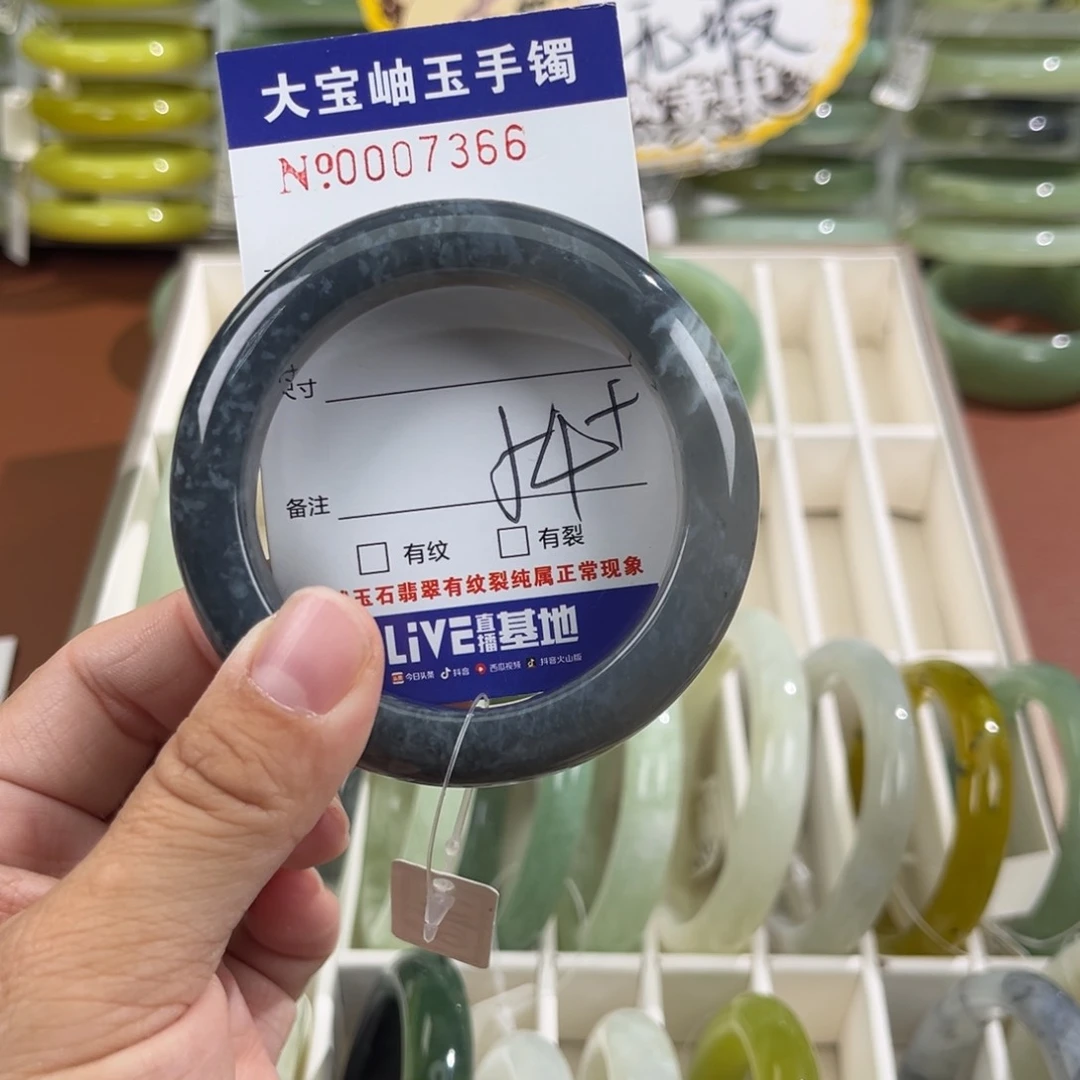 大宝岫玉手镯
№0007366
尺寸
54+
备注
□ 有纹 □ 有裂
玉石翡翠有纹裂纯属正常现象
LiVE直播基地
今日头条 抖音 西瓜视频 抖音火山版